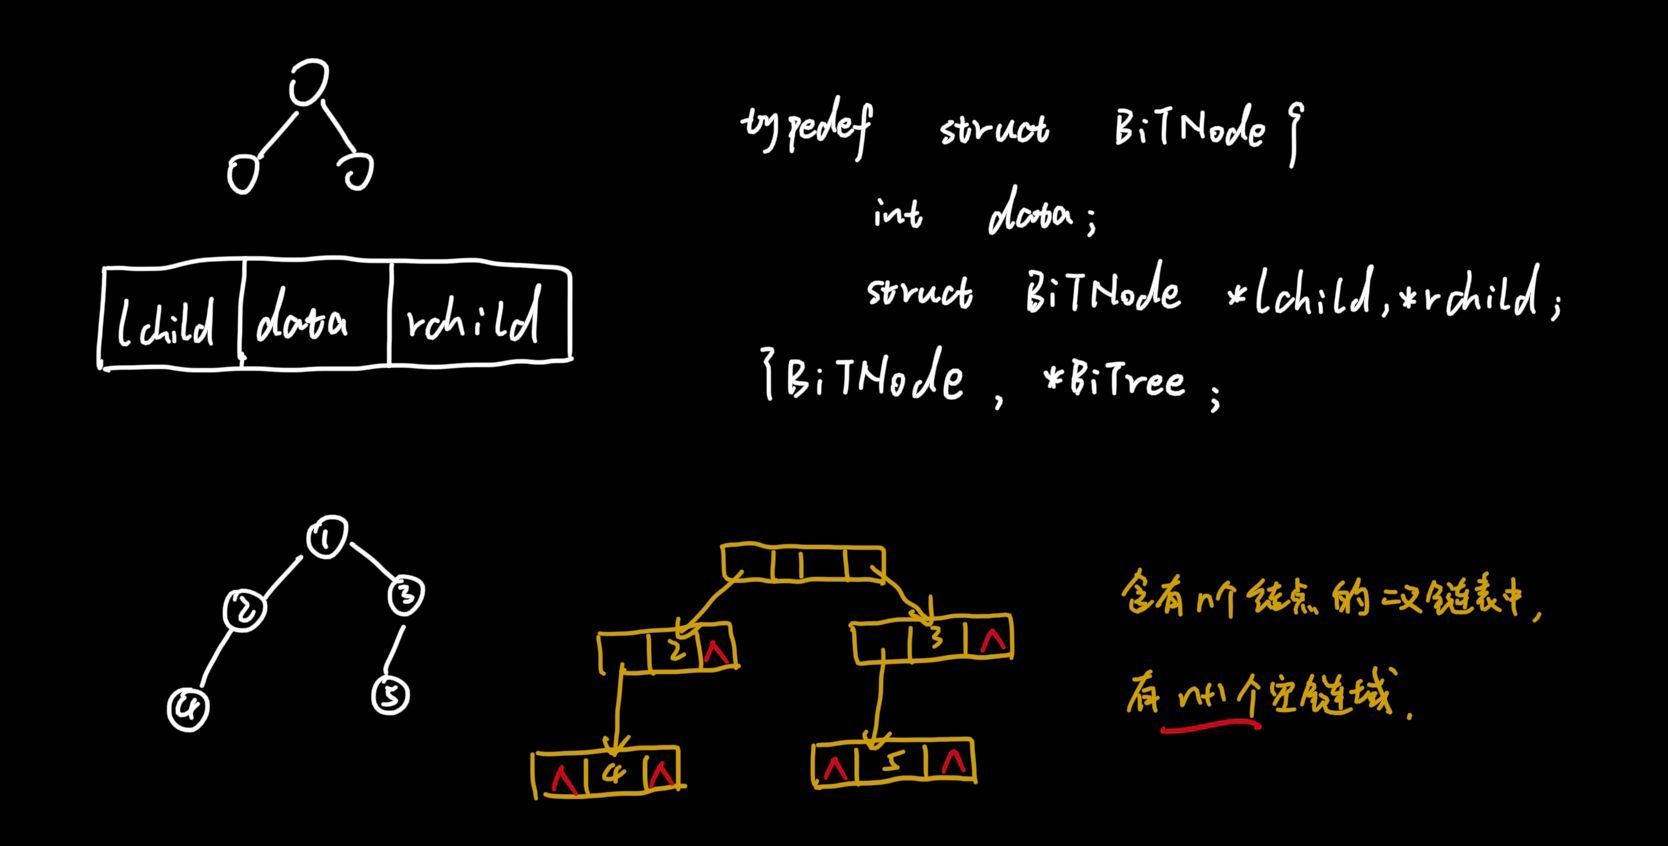 typedef struct BiTNode {
int data;
struct BiTNode *lchild,*rchild;
}BiTNode, *BiTree;
lchild data rchild
1
2 3
4 5
2 ∧ 3 ∧
∧ 4 ∧ ∧ 5 ∧
含有n个结点的二叉链表中,
有n+1个空链域.